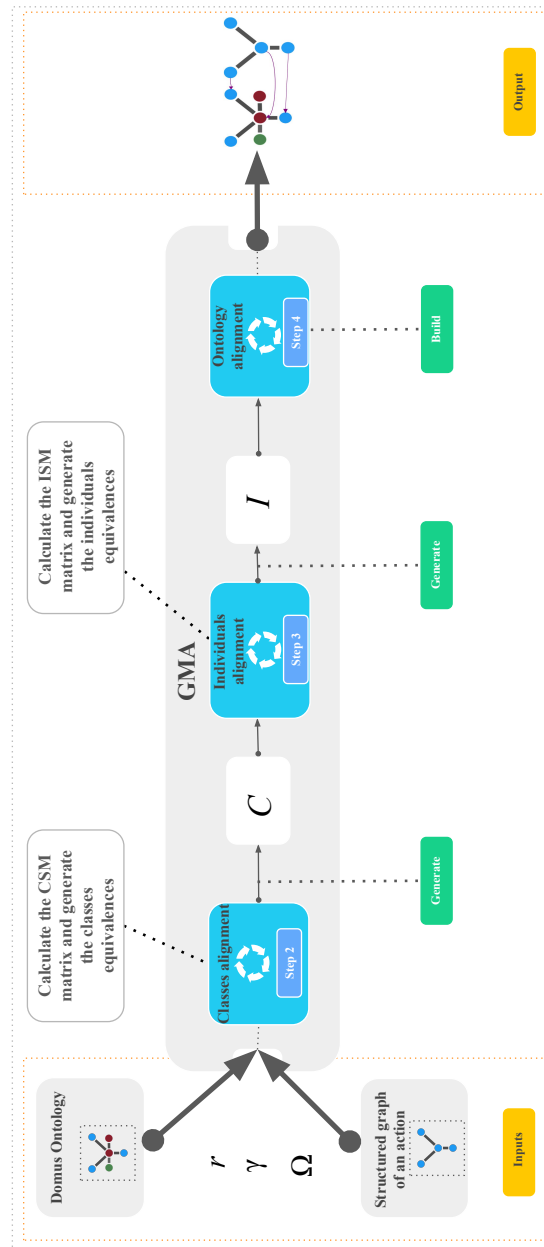 Domus Ontology
r
γ
Ω
Structured graph
of an action
Inputs
Calculate the CSM
matrix and generate
the classes
equivalences
Classes alignment
Step 2
Generate
C
GMA
Calculate the ISM
matrix and generate
the individuals
equivalences
Individuals
alignment
Step 3
Generate
I
Ontology
alignment
Step 4
Build
Output